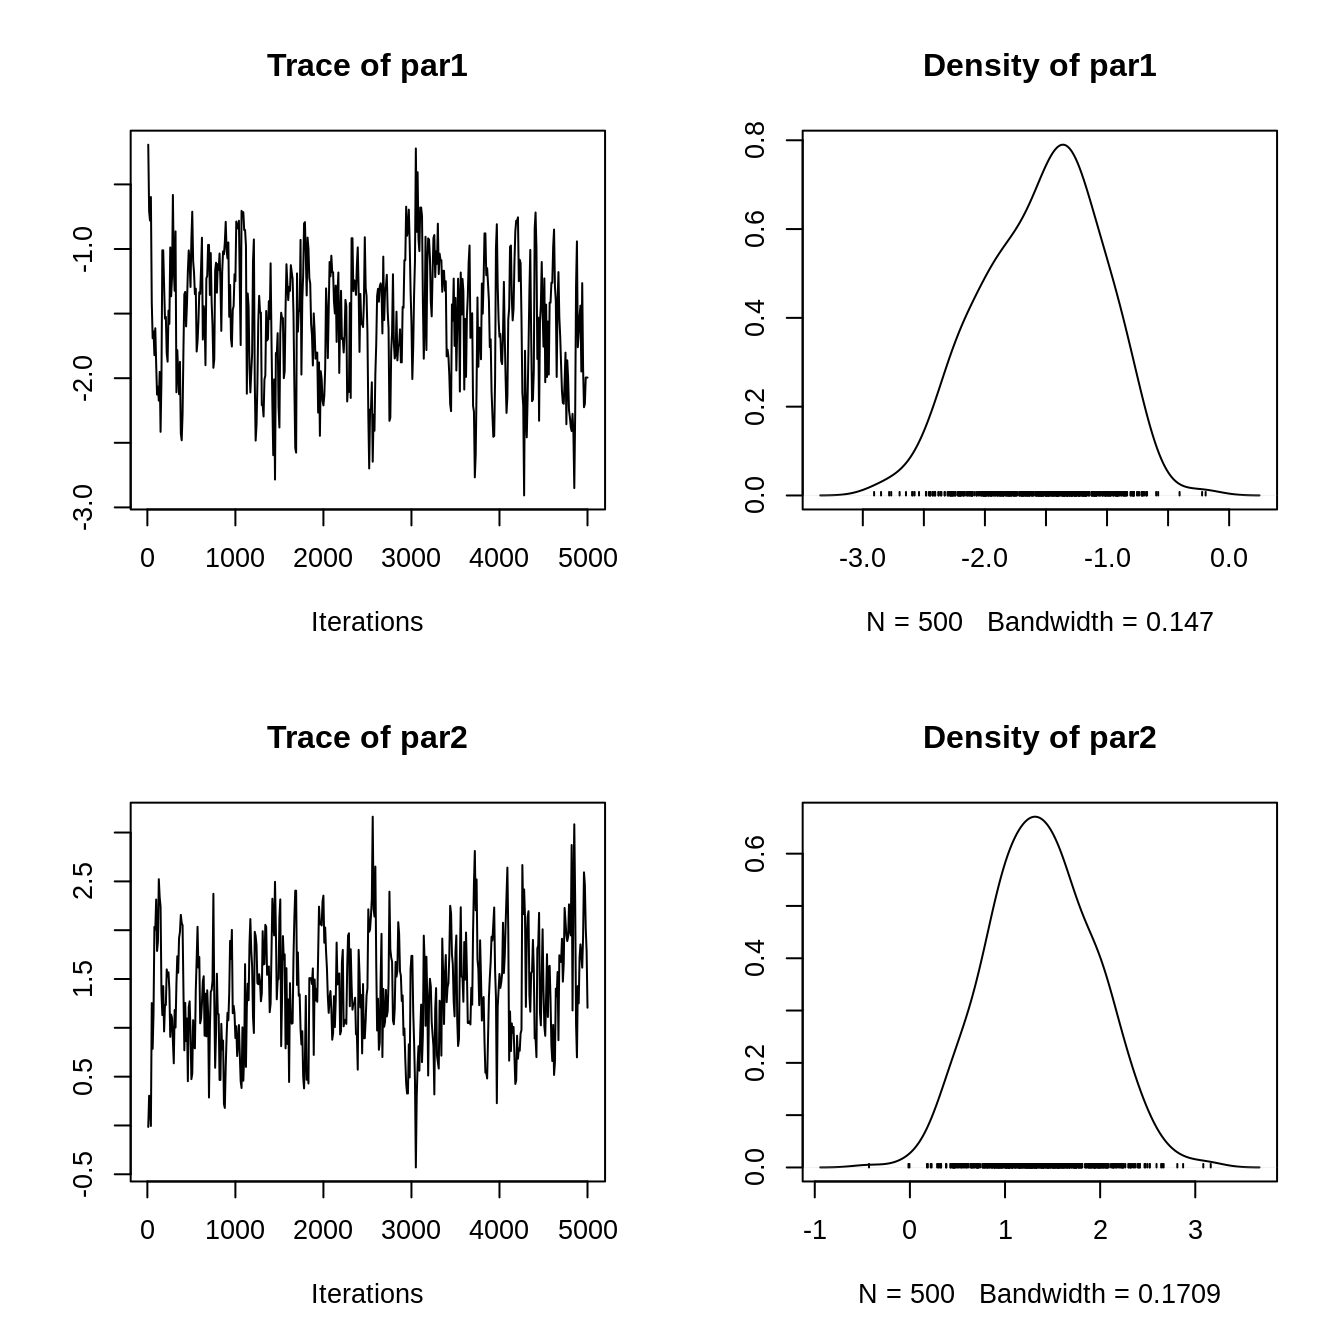 Trace of par1
-3.0 -2.0 -1.0
0 1000 2000 3000 4000 5000
Iterations
Density of par1
0.0 0.2 0.4 0.6 0.8
-3.0 -2.0 -1.0 0.0
N = 500 Bandwidth = 0.147
Trace of par2
-0.5 0.5 1.5 2.5
0 1000 2000 3000 4000 5000
Iterations
Density of par2
0.0 0.2 0.4 0.6
-1 0 1 2 3
N = 500 Bandwidth = 0.1709